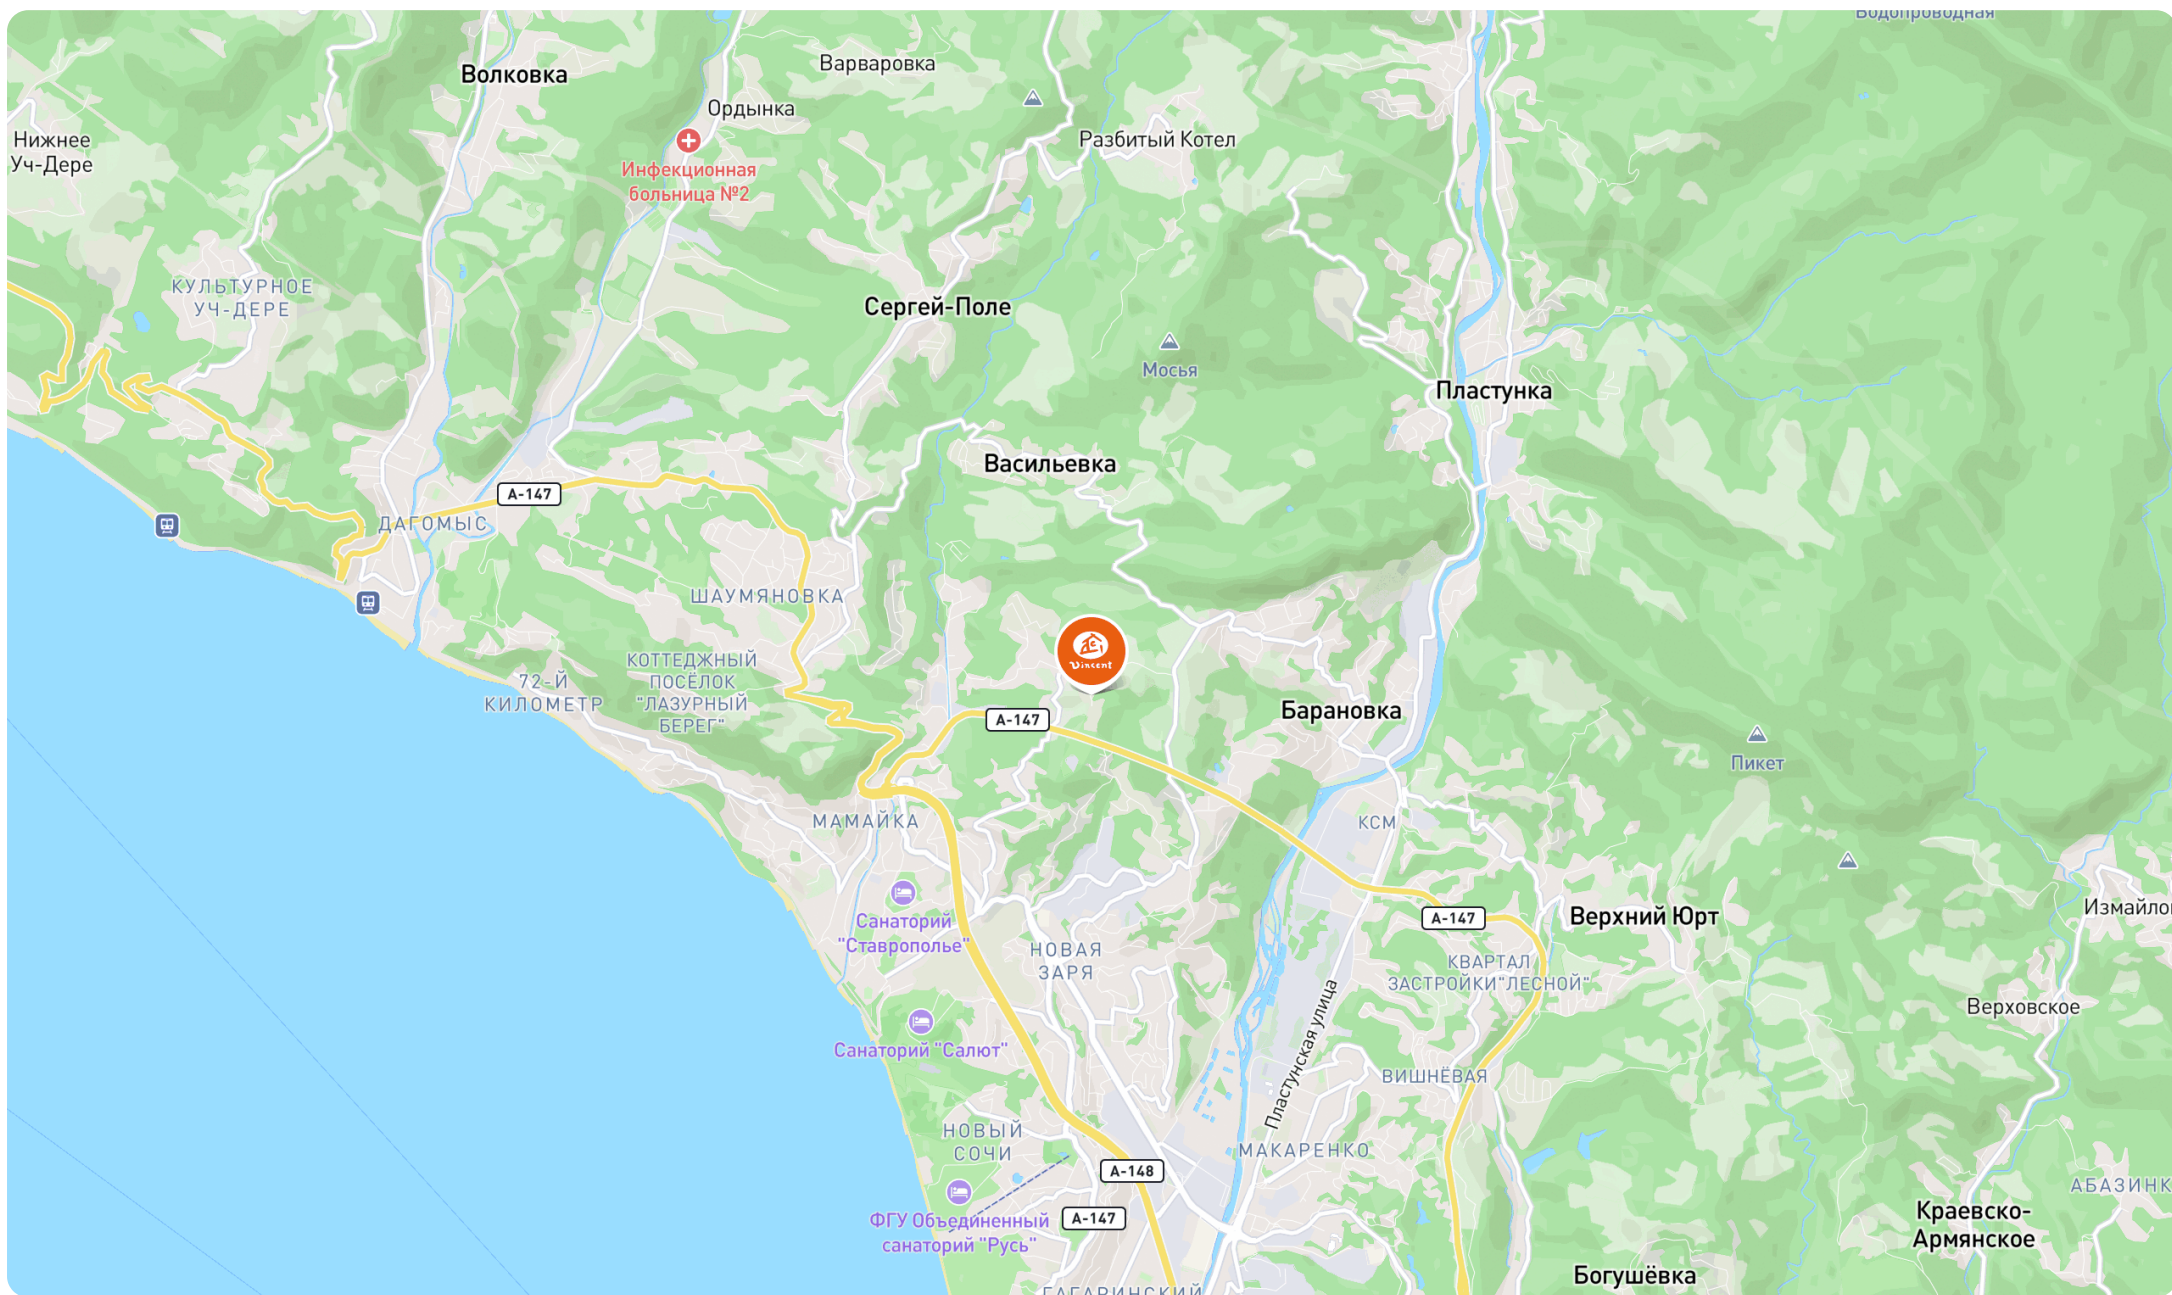 Водопроводная
Варваровка
Волковка
Ордынка
Нижнее
Уч-Дере
Разбитый Котел
Инфекционная
больница №2
КУЛЬТУРНОЕ
УЧ-ДЕРЕ
Сергей-Поле
Мосья
Пластунка
Васильевка
А-147
ДАГОМЫС
ШАУМЯНОВКА
Vincent
КОТТЕДЖНЫЙ
ПОСЁЛОК
"ЛАЗУРНЫЙ
БЕРЕГ"
72-Й
КИЛОМЕТР
А-147
Барановка
Пикет
МАМАЙКА
КСМ
Санаторий
"Ставрополье"
НОВАЯ
ЗАРЯ
А-147
Верхний Юрт
Измайло
КВАРТАЛ
ЗАСТРОЙКИ"ЛЕСНОЙ"
Верховское
Санаторий "Салют"
Пластунская улица
ВИШНЁВАЯ
НОВЫЙ
СОЧИ
МАКАРЕНКО
А-148
АБАЗИНК
А-147
ФГУ Объединенный
санаторий "Русь"
Краевско-
Армянское
Богушёвка
ГАГАРИНСКИЙ